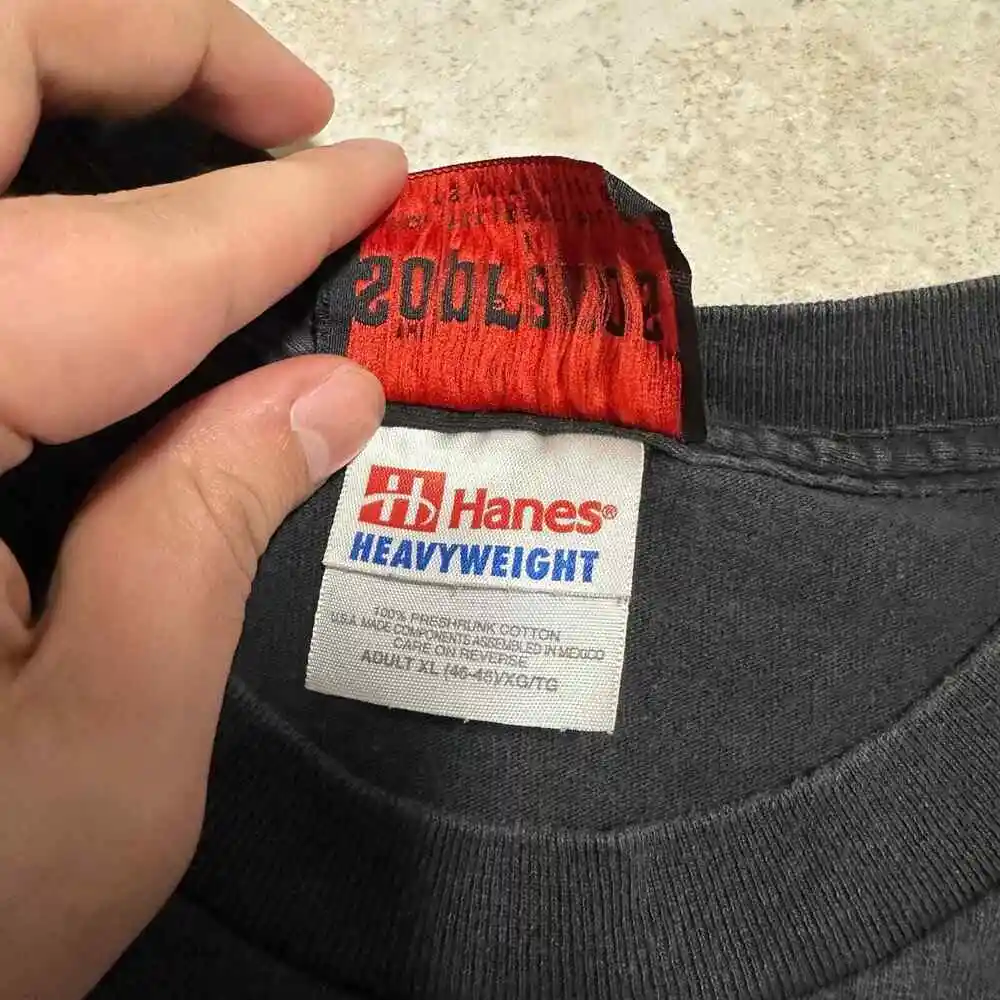 Hanes®
HEAVYWEIGHT
100% PRESHRUNK COTTON
U.S.A. MADE COMPONENTS ASSEMBLED IN MEXICO
CARE ON REVERSE
ADULT XL (46-48)/XG/TG